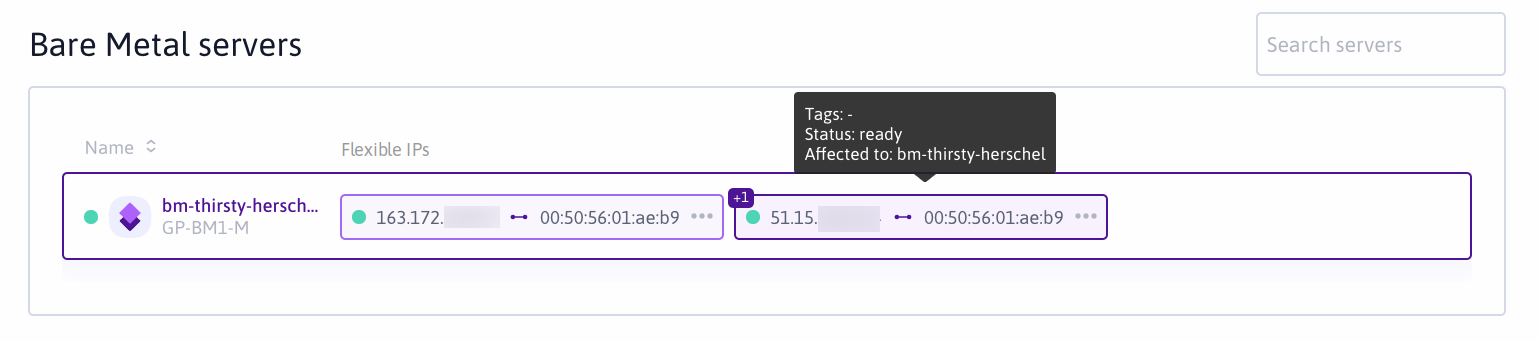 Bare Metal servers
Search servers
Tags: -
Status: ready
Affected to: bm-thirsty-herschel
Name
Flexible IPs
bm-thirsty-hersch...
GP-BM1-M
163.172.
00:50:56:01:ae:b9
+1
51.15.
00:50:56:01:ae:b9